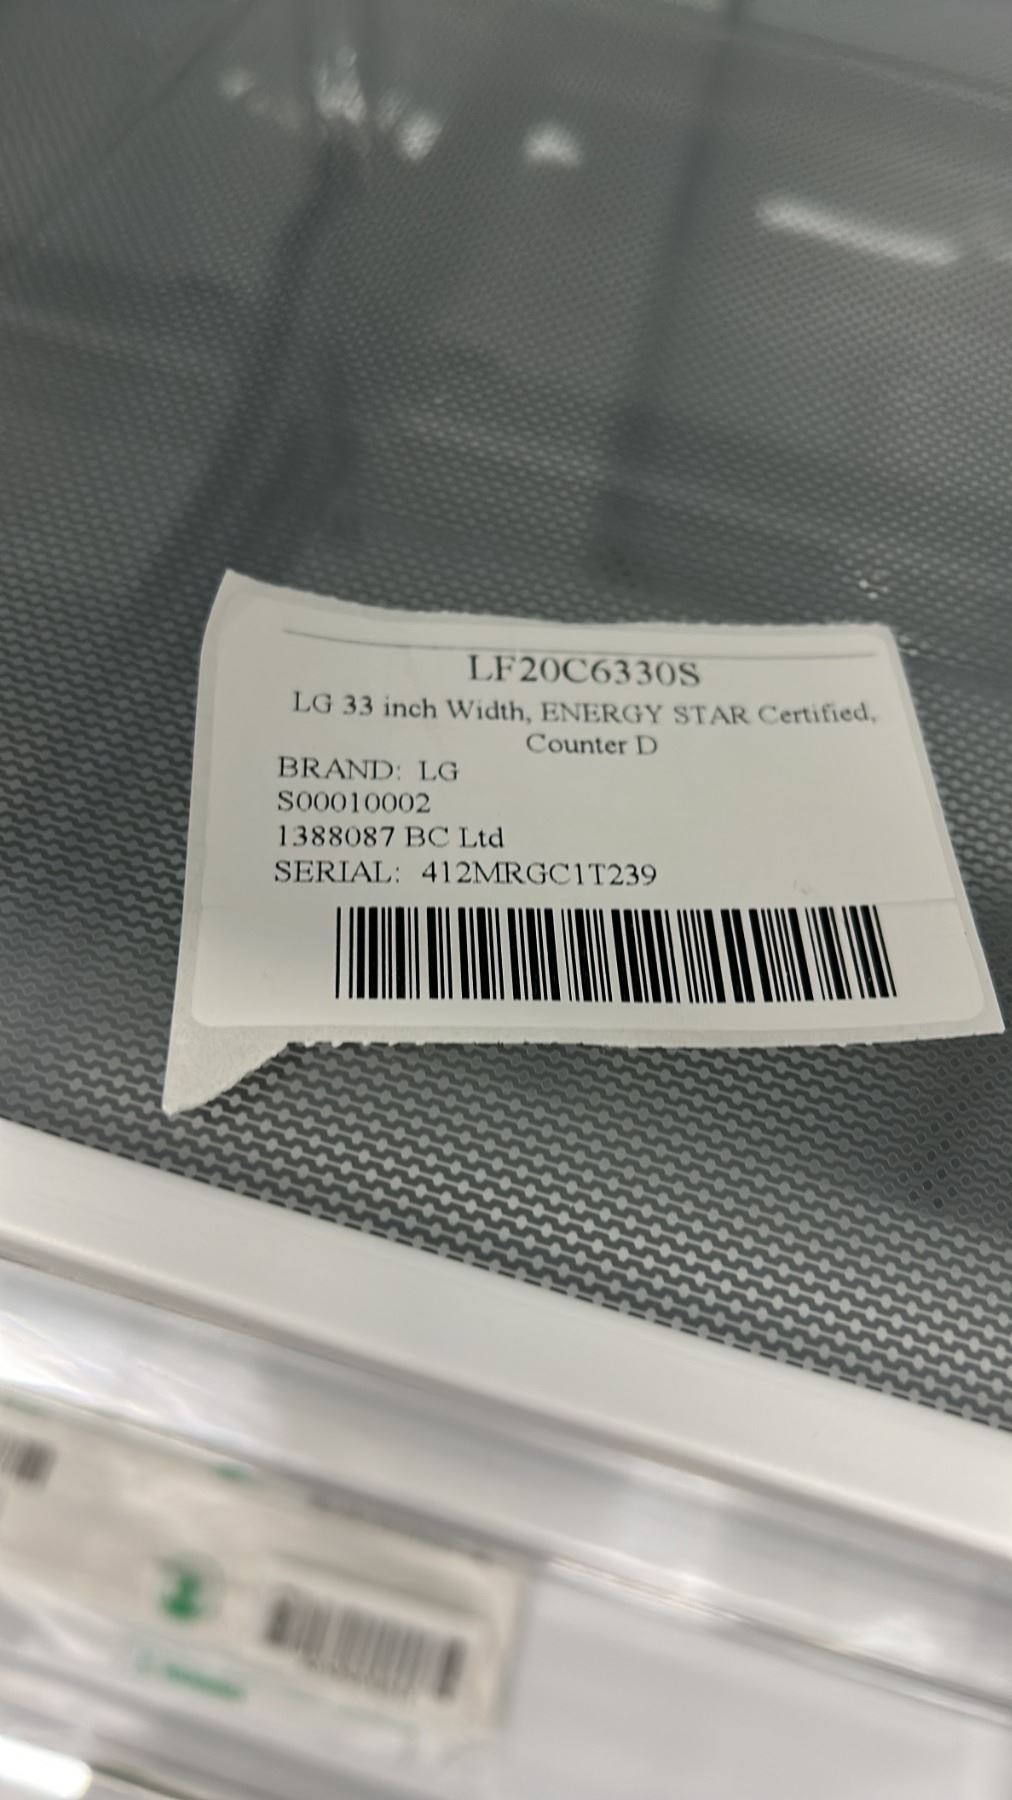 LF20C6330S
LG 33 inch Width, ENERGY STAR Certified,
Counter D
BRAND: LG
S00010002
1388087 BC Ltd
SERIAL: 412MRGC1T239